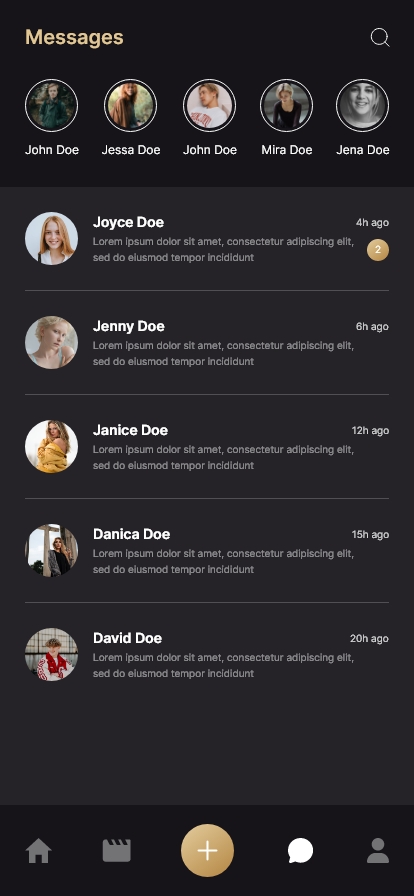 Messages
John Doe
Jessa Doe
John Doe
Mira Doe
Jena Doe
Joyce Doe
4h ago
Lorem ipsum dolor sit amet, consectetur adipiscing elit,
sed do eiusmod tempor incididunt
2
Jenny Doe
6h ago
Lorem ipsum dolor sit amet, consectetur adipiscing elit,
sed do eiusmod tempor incididunt
Janice Doe
12h ago
Lorem ipsum dolor sit amet, consectetur adipiscing elit,
sed do eiusmod tempor incididunt
Danica Doe
15h ago
Lorem ipsum dolor sit amet, consectetur adipiscing elit,
sed do eiusmod tempor incididunt
David Doe
20h ago
Lorem ipsum dolor sit amet, consectetur adipiscing elit,
sed do eiusmod tempor incididunt